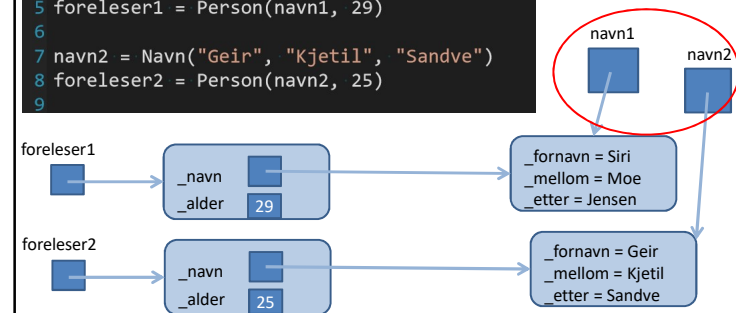 5 foreleser1 = Person(navn1, 29)
6
7 navn2 = Navn("Geir", "Kjetil", "Sandve")
8 foreleser2 = Person(navn2, 25)
9
navn1
navn2
foreleser1
_navn
_alder 29
_fornavn = Siri
_mellom = Moe
_etter = Jensen
foreleser2
_navn
_alder 25
_fornavn = Geir
_mellom = Kjetil
_etter = Sandve